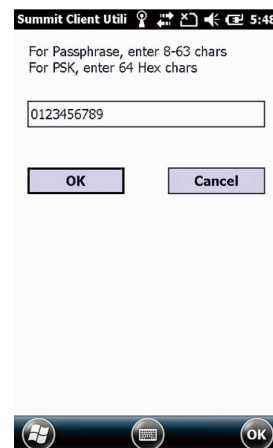 Summit Client Utili 5:48
For Passphrase, enter 8-63 chars
For PSK, enter 64 Hex chars
0123456789
OK Cancel
OK